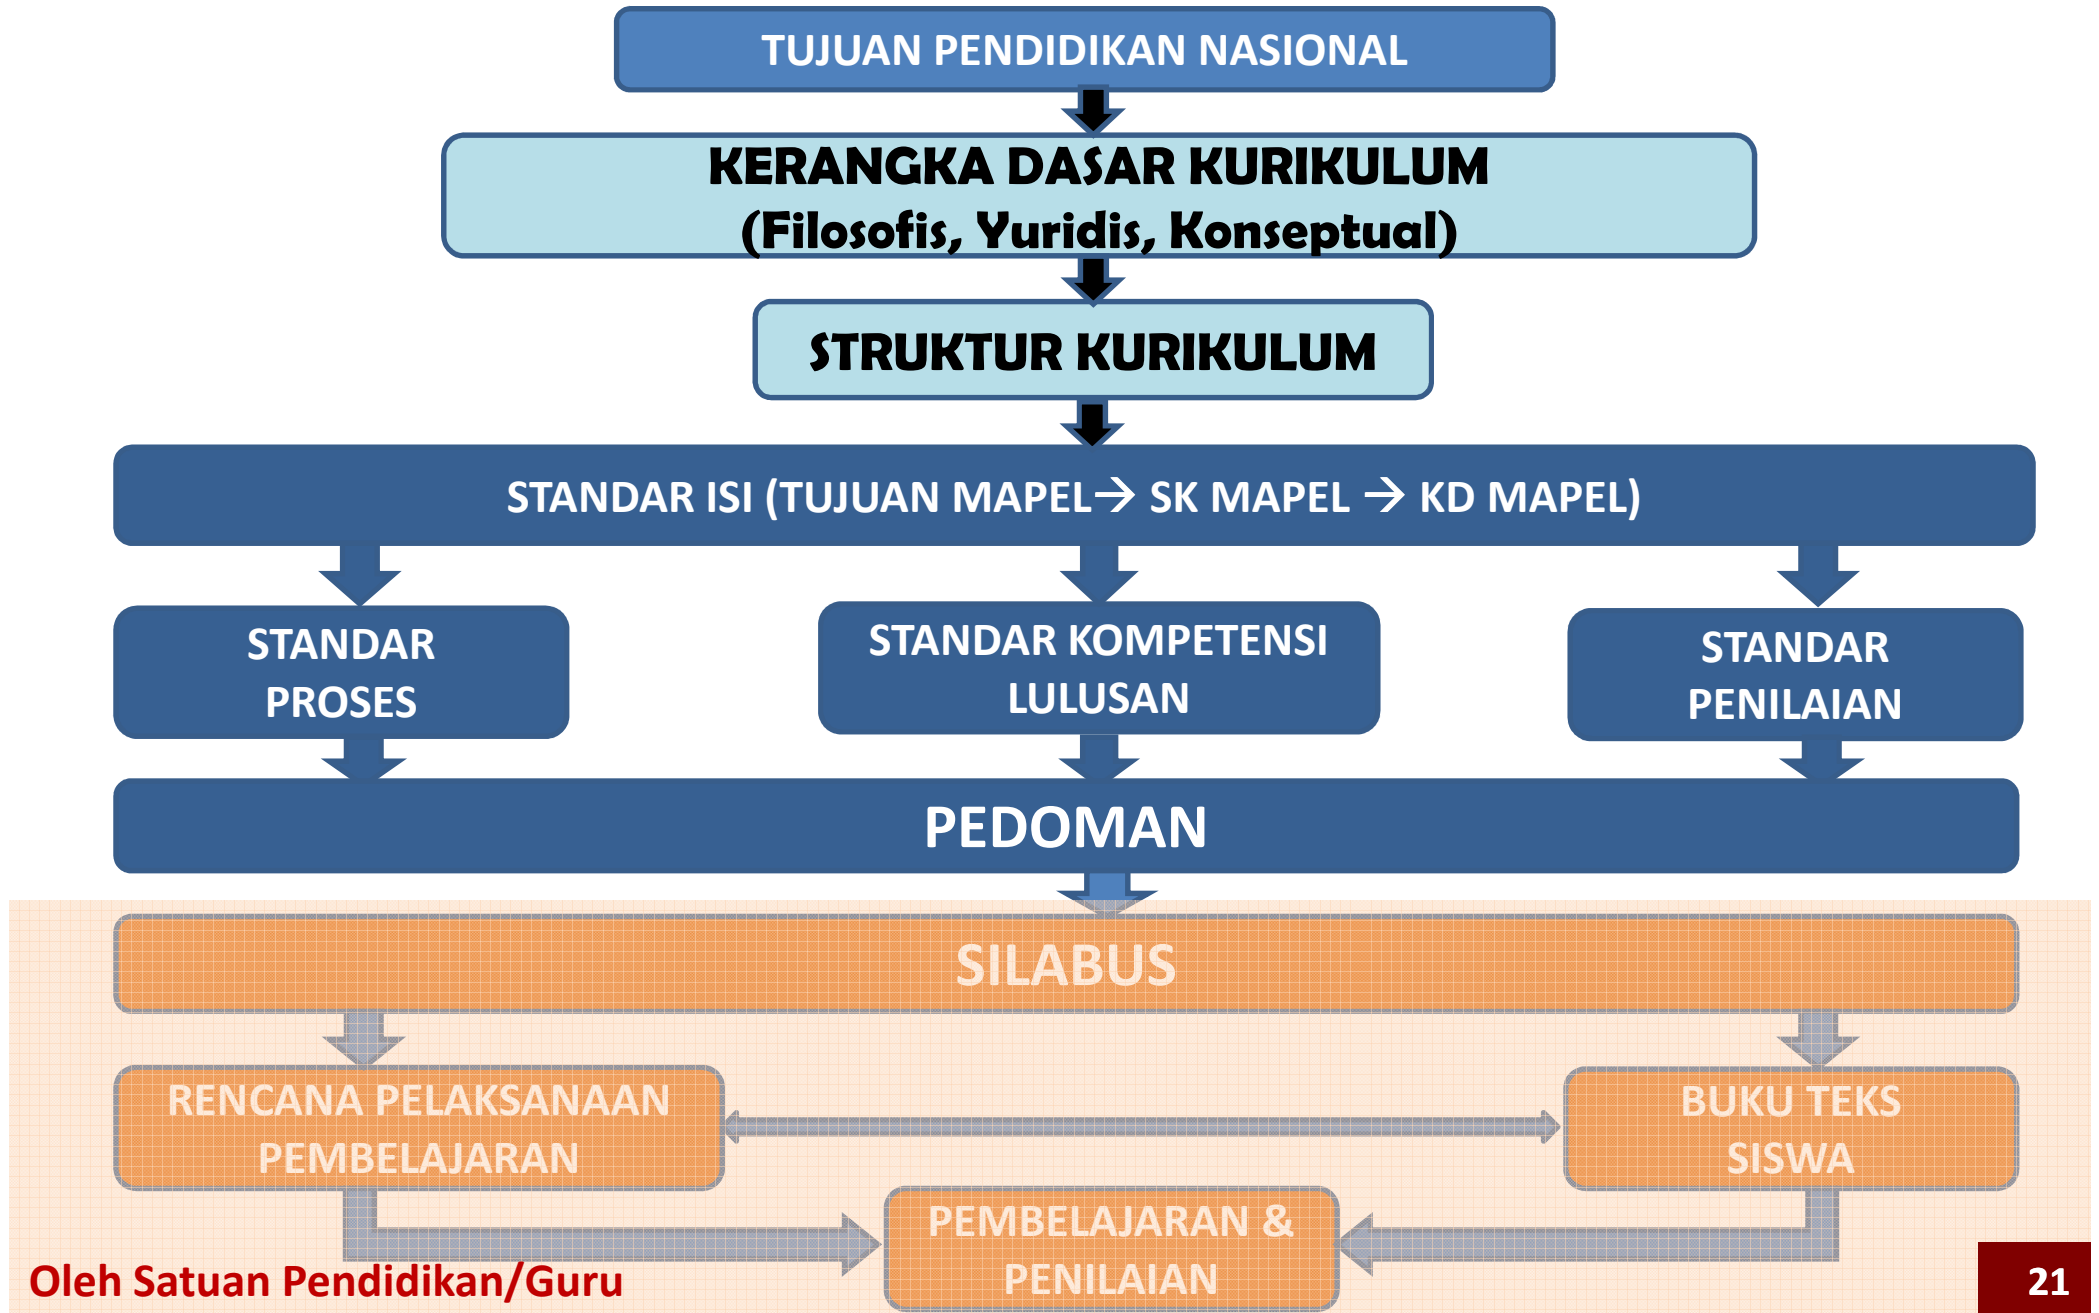 TUJUAN PENDIDIKAN NASIONAL
KERANGKA DASAR KURIKULUM
(Filosofis, Yuridis, Konseptual)
STRUKTUR KURIKULUM
STANDAR ISI (TUJUAN MAPEL→ SK MAPEL → KD MAPEL)
STANDAR
PROSES
STANDAR KOMPETENSI
LULUSAN
STANDAR
PENILAIAN
PEDOMAN
SILABUS
RENCANA PELAKSANAAN
PEMBELAJARAN
BUKU TEKS
SISWA
PEMBELAJARAN &
PENILAIAN
Oleh Satuan Pendidikan/Guru
21